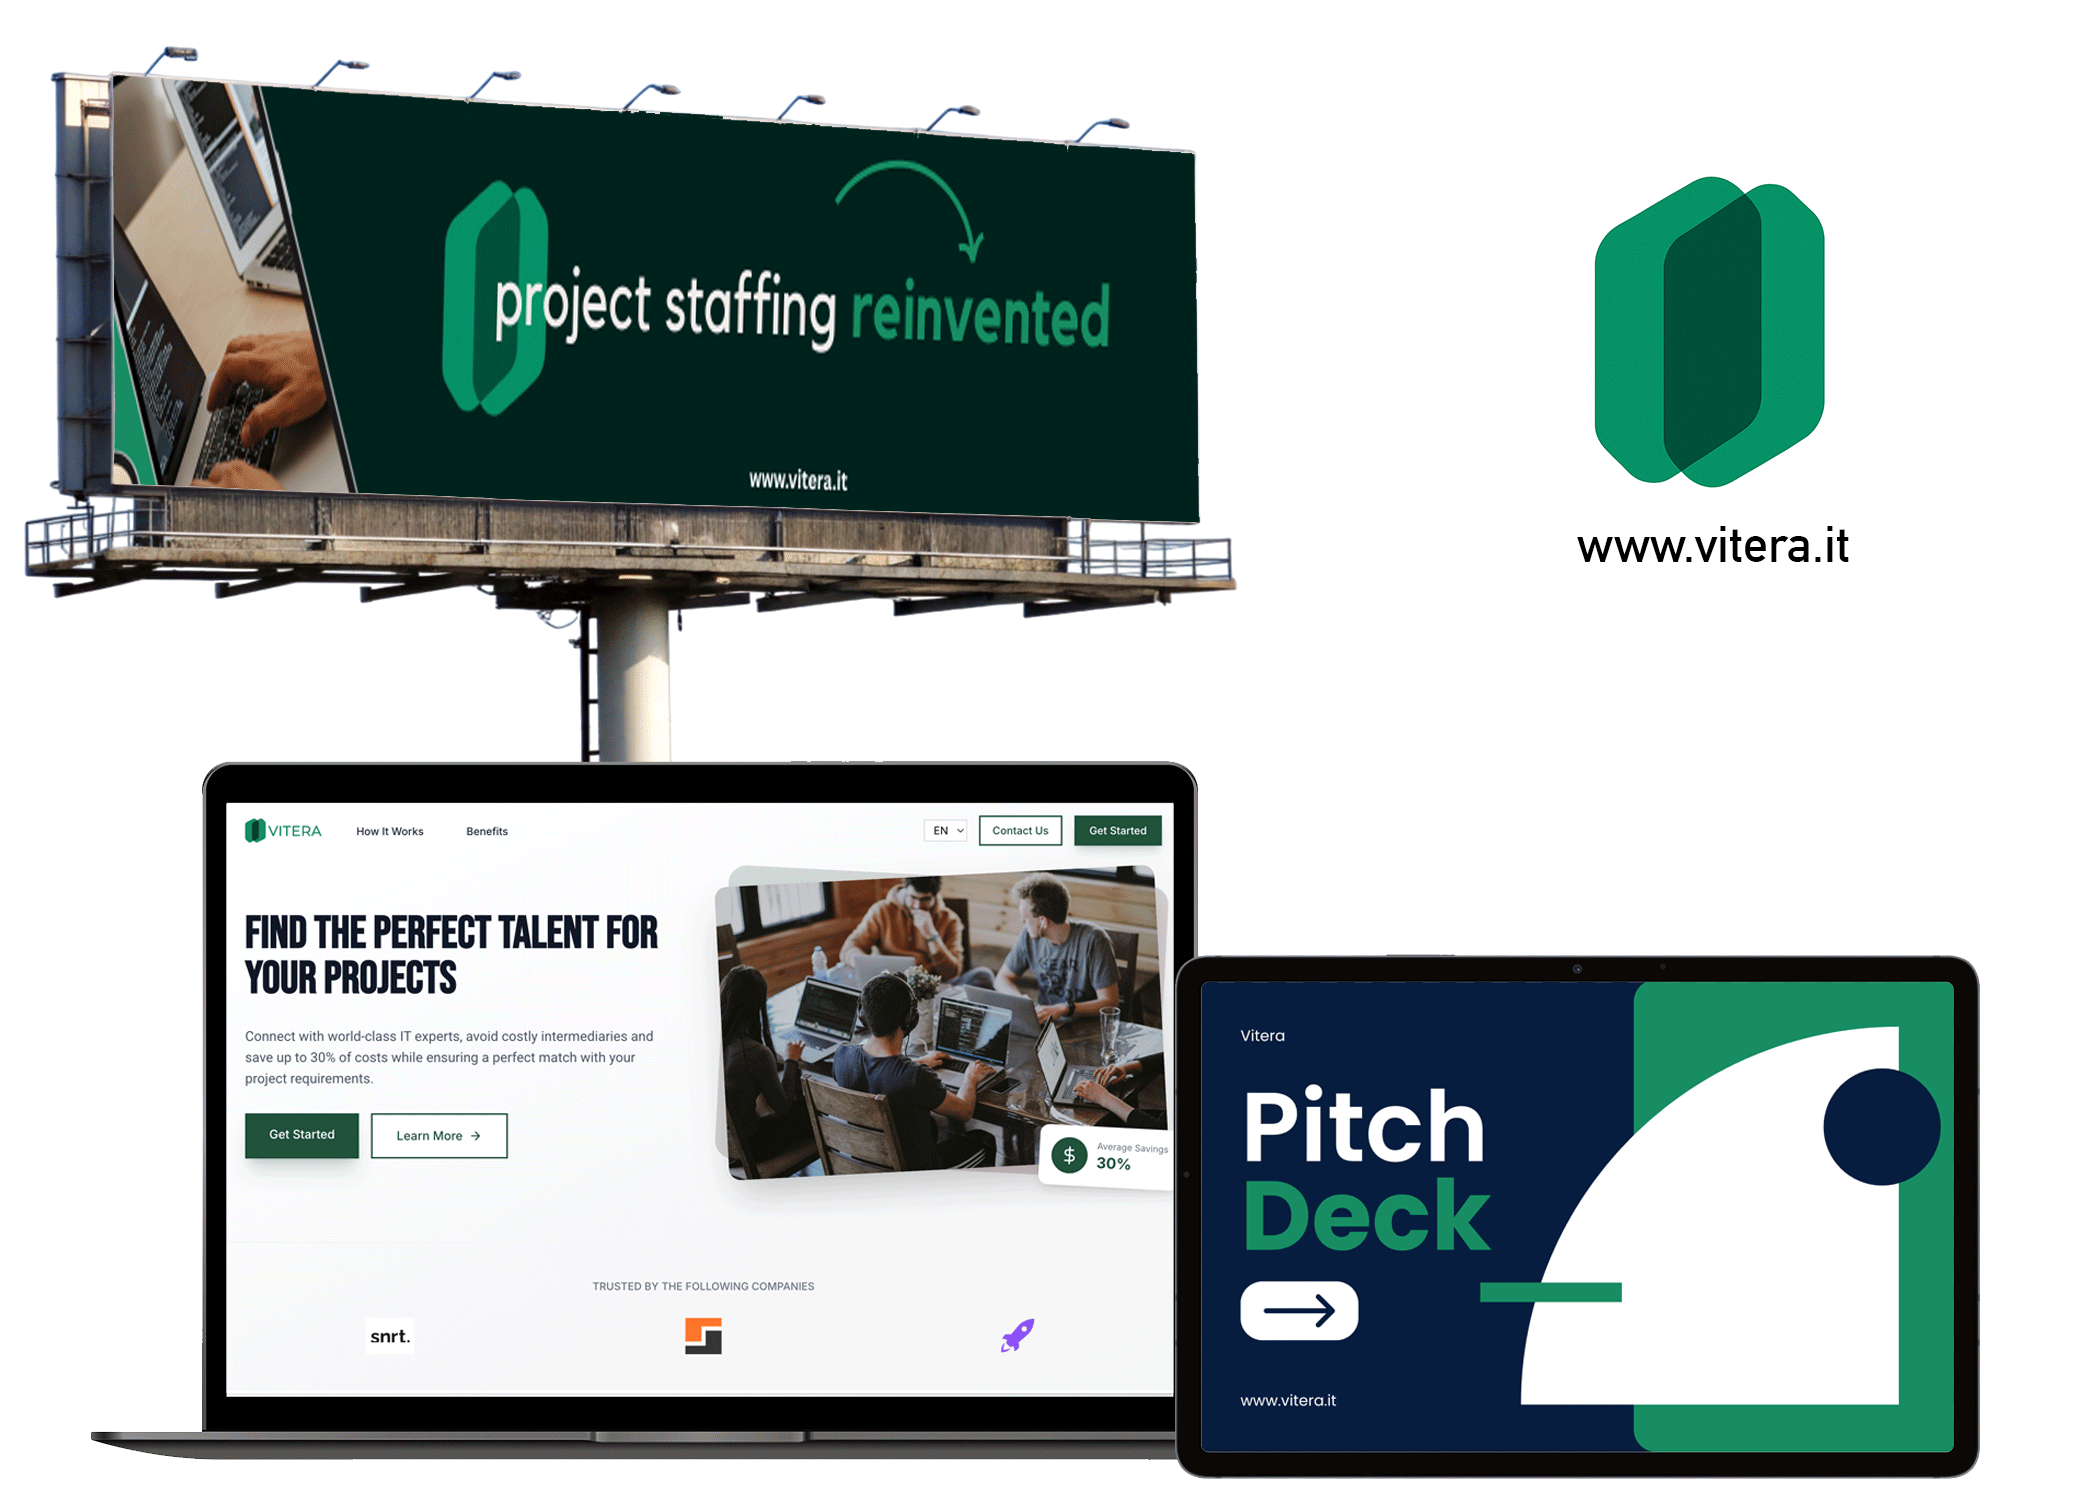 project staffing reinvented
www.vitera.it
www.vitera.it
VITERA
How It Works
Benefits
EN
Contact Us
Get Started
FIND THE PERFECT TALENT FOR
YOUR PROJECTS
Connect with world-class IT experts, avoid costly intermediaries and
save up to 30% of costs while ensuring a perfect match with your
project requirements.
Get Started
Learn More →
$
Average Savings
30%
TRUSTED BY THE FOLLOWING COMPANIES
snrt.
Vitera
Pitch
Deck
www.vitera.it